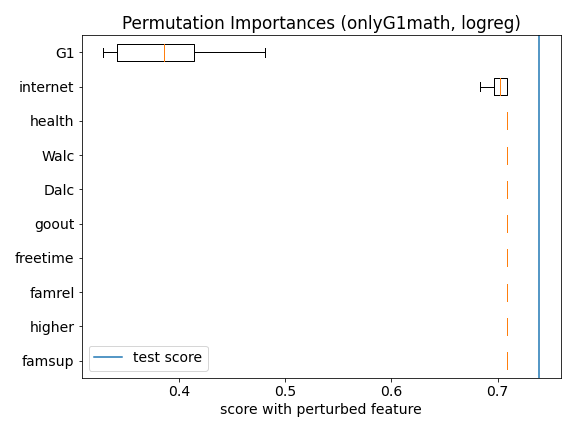 Permutation Importances (onlyG1math, logreg)
G1
internet
health
Walc
Dalc
goout
freetime
famrel
higher
famsup
test score
0.4 0.5 0.6 0.7
score with perturbed feature